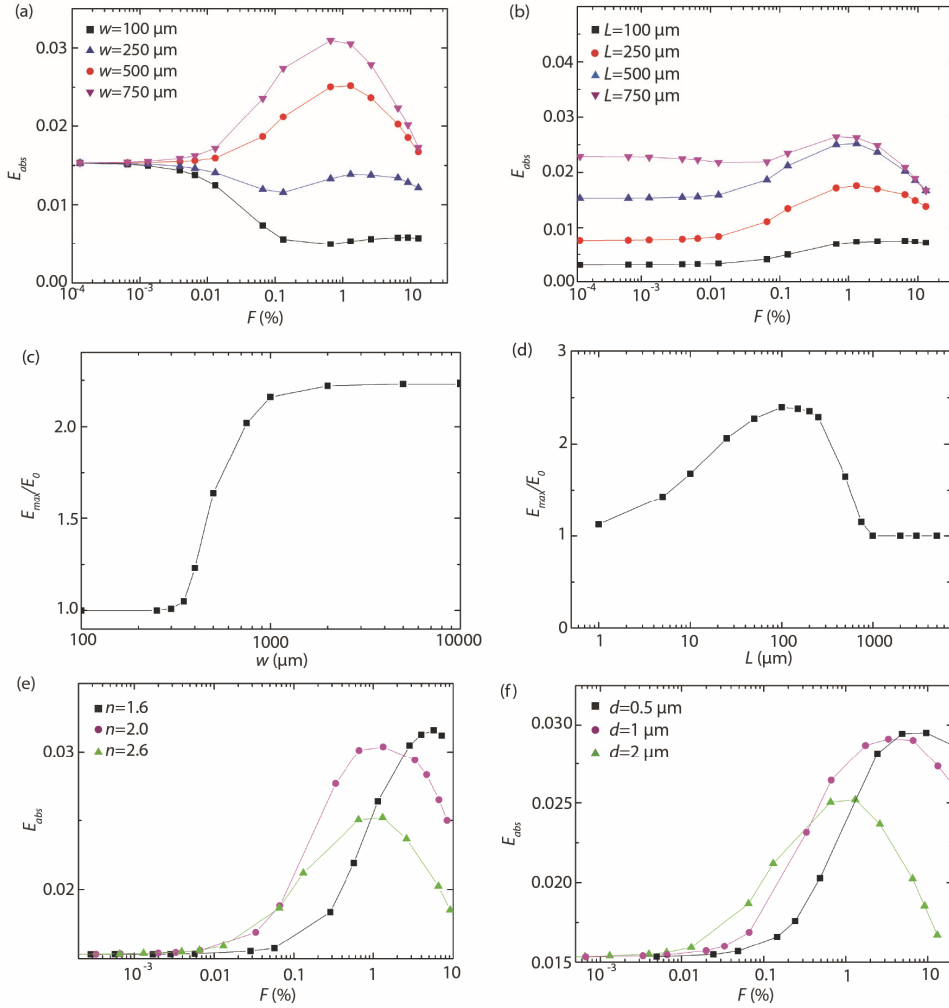 (a)
w=100 µm
w=250 µm
w=500 µm
w=750 µm
0.03
0.02
0.01
0.00
E_abs
10⁻⁴
10⁻³
0.01
0.1
1
10
F (%)
(b)
L=100 µm
L=250 µm
L=500 µm
L=750 µm
0.05
0.04
0.03
0.02
0.01
0.00
E_abs
10⁻⁴
10⁻³
0.01
0.1
1
10
F (%)
(c)
2.0
1.5
1.0
E_max/E_0
100
1000
10000
w (µm)
(d)
3
2
1
0
E_max/E_0
1
10
100
1000
L (µm)
(e)
n=1.6
n=2.0
n=2.6
0.03
0.02
E_abs
10⁻³
0.01
0.1
1
10
F (%)
(f)
d=0.5 µm
d=1 µm
d=2 µm
0.030
0.025
0.020
0.015
E_abs
10⁻³
0.01
0.1
1
10
F (%)